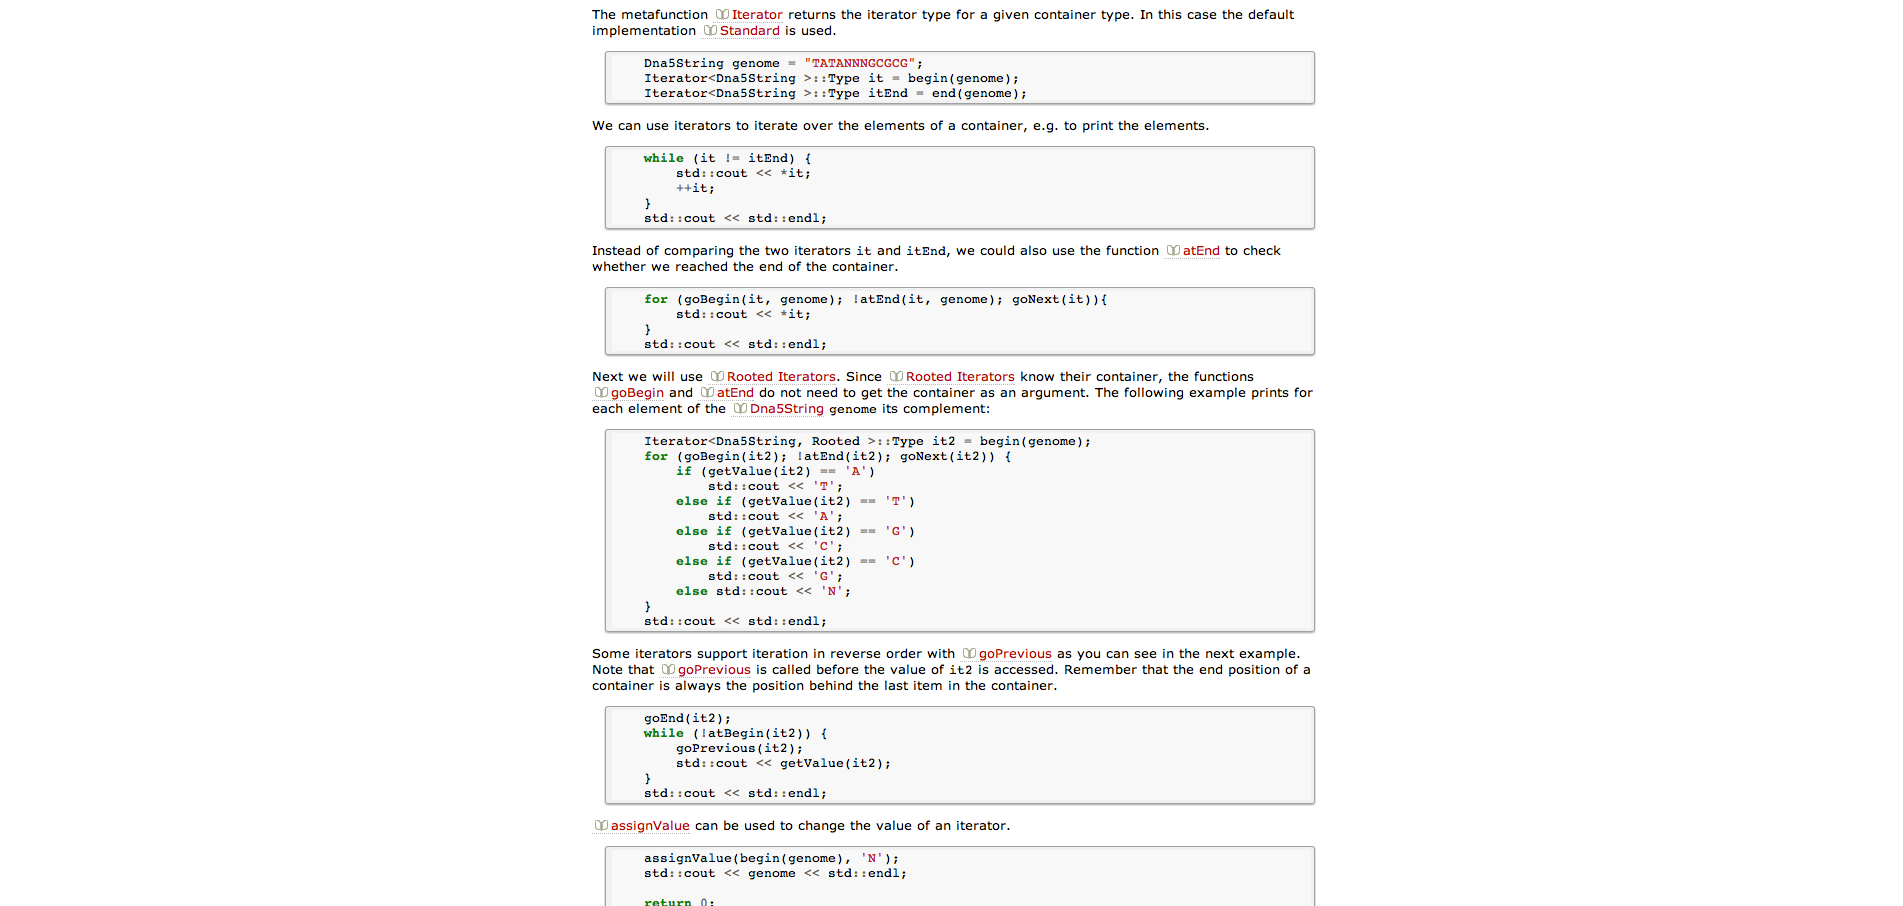 The metafunction Iterator returns the iterator type for a given container type. In this case the default
implementation Standard is used.
Dna5String genome = "TATANNNGCGCG";
Iterator<Dna5String >::Type it = begin(genome);
Iterator<Dna5String >::Type itEnd = end(genome);
We can use iterators to iterate over the elements of a container, e.g. to print the elements.
while (it != itEnd) {
std::cout << *it;
++it;
}
std::cout << std::endl;
Instead of comparing the two iterators it and itEnd, we could also use the function atEnd to check
whether we reached the end of the container.
for (goBegin(it, genome); !atEnd(it, genome); goNext(it)){
std::cout << *it;
}
std::cout << std::endl;
Next we will use Rooted Iterators. Since Rooted Iterators know their container, the functions
goBegin and atEnd do not need to get the container as an argument. The following example prints for
each element of the Dna5String genome its complement:
Iterator<Dna5String, Rooted >::Type it2 = begin(genome);
for (goBegin(it2); !atEnd(it2); goNext(it2)) {
if (getValue(it2) == 'A')
std::cout << 'T';
else if (getValue(it2) == 'T')
std::cout << 'A';
else if (getValue(it2) == 'G')
std::cout << 'C';
else if (getValue(it2) == 'C')
std::cout << 'G';
else std::cout << 'N';
}
std::cout << std::endl;
Some iterators support iteration in reverse order with goPrevious as you can see in the next example.
Note that goPrevious is called before the value of it2 is accessed. Remember that the end position of a
container is always the position behind the last item in the container.
goEnd(it2);
while (!atBegin(it2)) {
goPrevious(it2);
std::cout << getValue(it2);
}
std::cout << std::endl;
assignValue can be used to change the value of an iterator.
assignValue(begin(genome), 'N');
std::cout << genome << std::endl;
return 0;